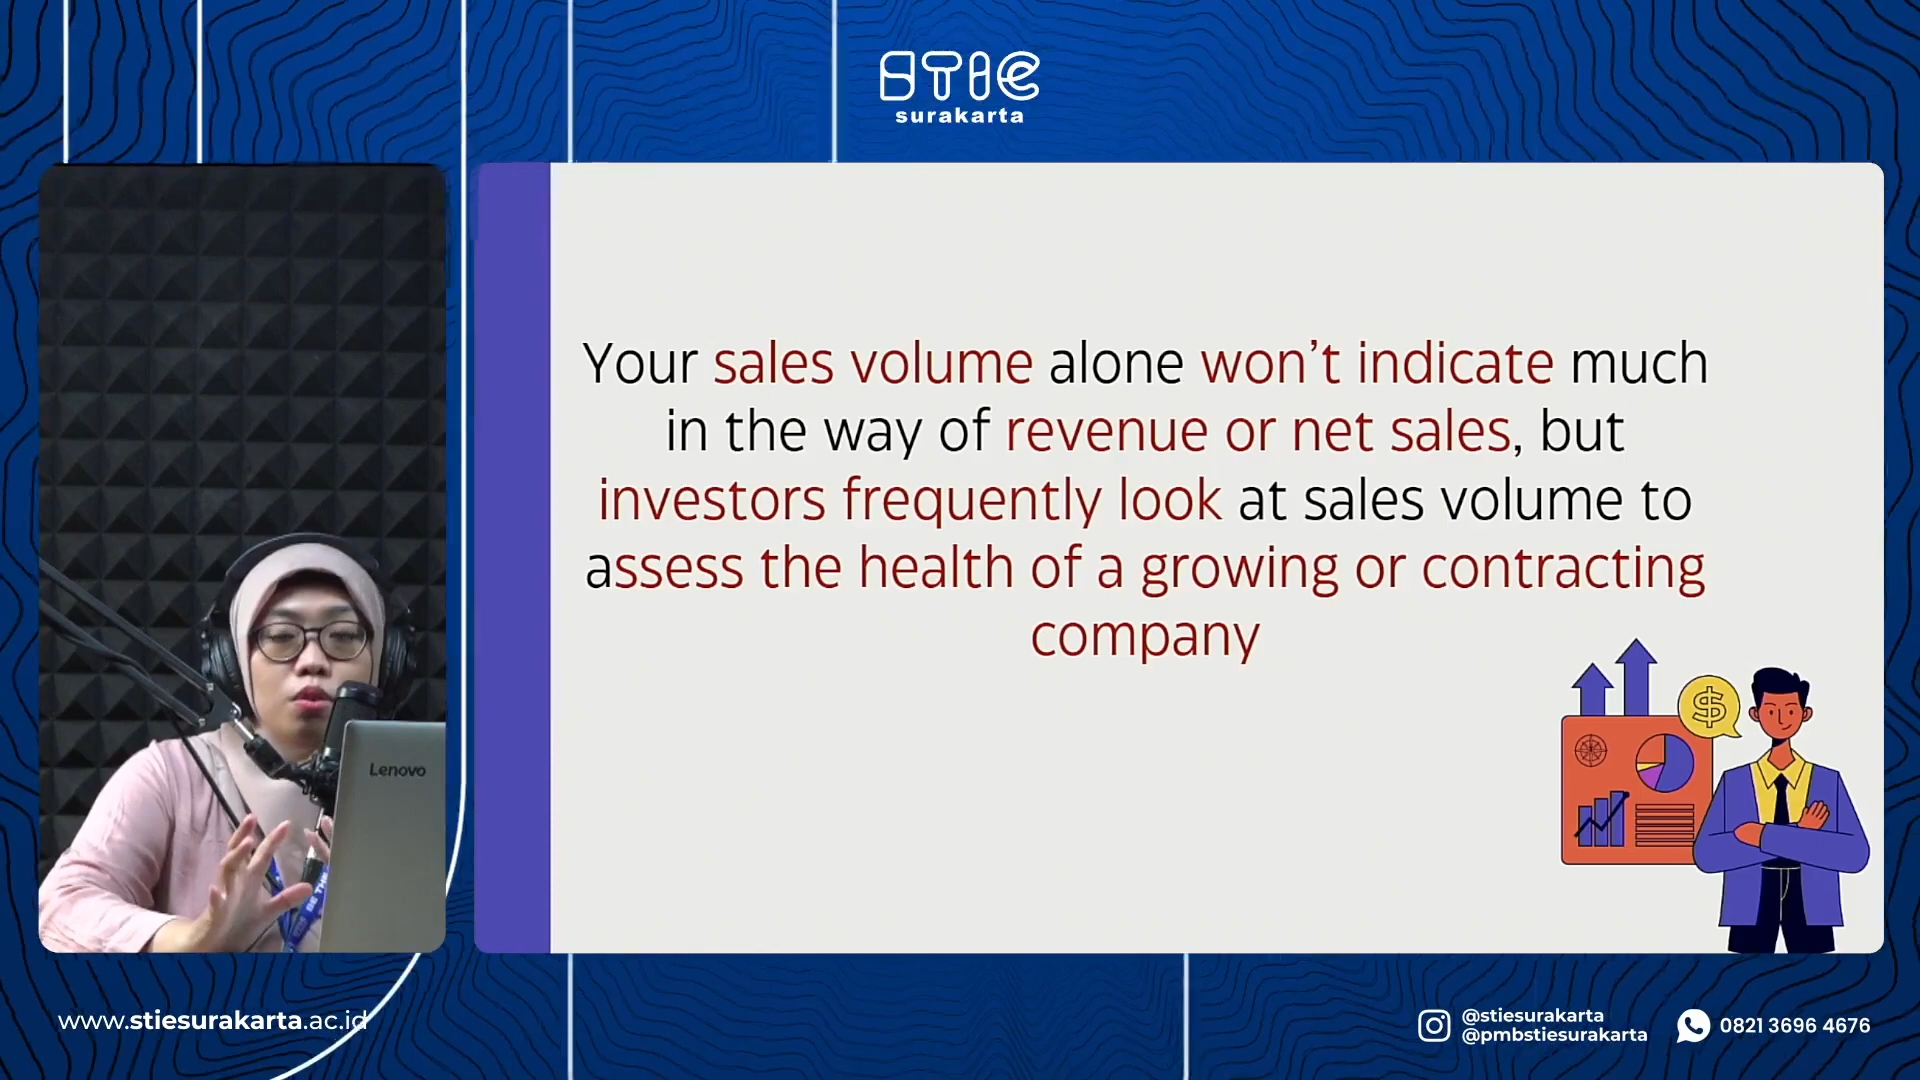 STIE
surakarta
Your sales volume alone won’t indicate much
in the way of revenue or net sales, but
investors frequently look at sales volume to
assess the health of a growing or contracting
company
$
Lenovo
BE THE
www.stiesurakarta.ac.id
@stiesurakarta
@pmbstiesurakarta
0821 3696 4676